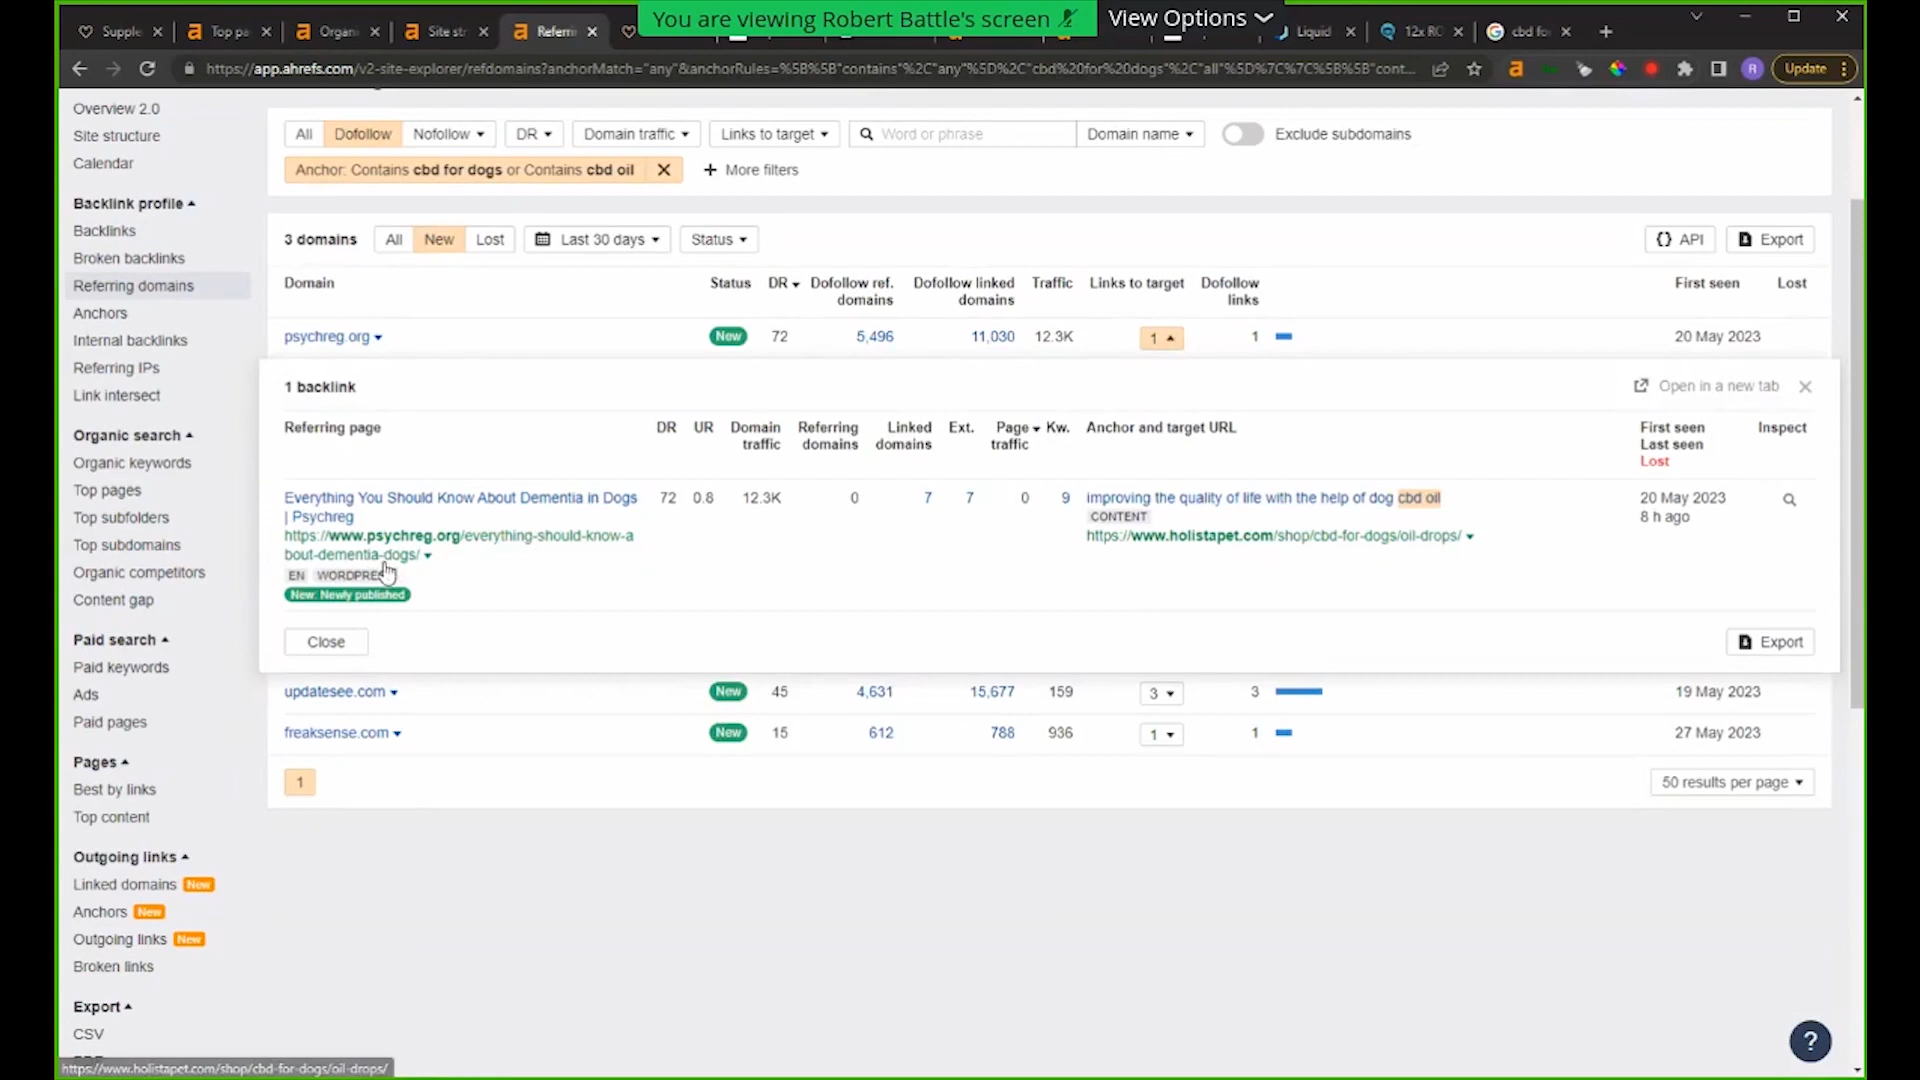 You are viewing Robert Battle's screen
View Options
Supple
Top pa
Organ
Site str
Referri
Liquid
12x RO
cbd fo
https://app.ahrefs.com/v2-site-explorer/refdomains?anchorMatch="any"&anchorRules=%5B%5B"contains"%2C"any"%5D%2C"cbd%20for%20dogs"%2C"all"%5D%7C%7C%5B%5B"cont...
R
Update
Overview 2.0
Site structure
Calendar
Backlink profile
Backlinks
Broken backlinks
Referring domains
Anchors
Internal backlinks
Referring IPs
Link intersect
Organic search
Organic keywords
Top pages
Top subfolders
Top subdomains
Organic competitors
Content gap
Paid search
Paid keywords
Ads
Paid pages
Pages
Best by links
Top content
Outgoing links
Linked domains New
Anchors New
Outgoing links New
Broken links
Export
CSV
All Dofollow Nofollow DR Domain traffic Links to target Word or phrase Domain name Exclude subdomains
Anchor: Contains cbd for dogs or Contains cbd oil More filters
3 domains All New Lost Last 30 days Status API Export
Domain Status DR Dofollow ref. domains Dofollow linked domains Traffic Links to target Dofollow links First seen Lost
psychreg.org New 72 5,496 11,030 12.3K 1 1 20 May 2023
1 backlink Open in a new tab
Referring page DR UR Domain traffic Referring domains Linked domains Ext. Page traffic Kw. Anchor and target URL First seen Last seen Lost Inspect
Everything You Should Know About Dementia in Dogs 72 0.8 12.3K 0 7 7 0 9 improving the quality of life with the help of dog cbd oil 20 May 2023
| Psychreg CONTENT 8 h ago
https://www.psychreg.org/everything-should-know-a https://www.holistapet.com/shop/cbd-for-dogs/oil-drops/
bout-dementia-dogs/
EN
New: Newly published
Close Export
updatesee.com New 45 4,631 15,677 159 3 3 19 May 2023
freaksense.com New 15 612 788 936 1 1 27 May 2023
1 50 results per page
?
https://www.holistapet.com/shop/cbd-for-dogs/oil-drops/